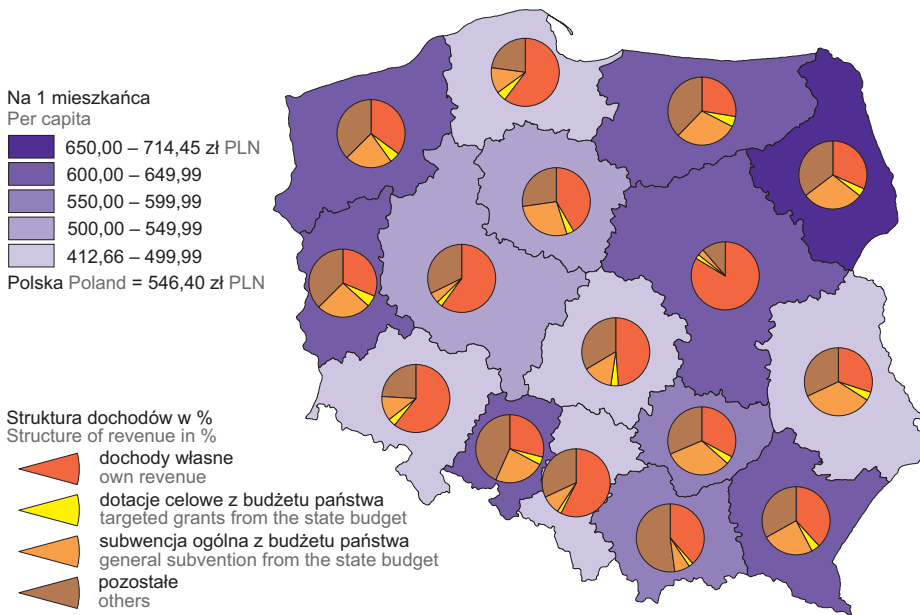 Na 1 mieszkańca
Per capita
650,00 – 714,45 zł PLN
600,00 – 649,99
550,00 – 599,99
500,00 – 549,99
412,66 – 499,99
Polska Poland = 546,40 zł PLN
Struktura dochodów w %
Structure of revenue in %
dochody własne
own revenue
dotacje celowe z budżetu państwa
targeted grants from the state budget
subwencja ogólna z budżetu państwa
general subvention from the state budget
pozostałe
others